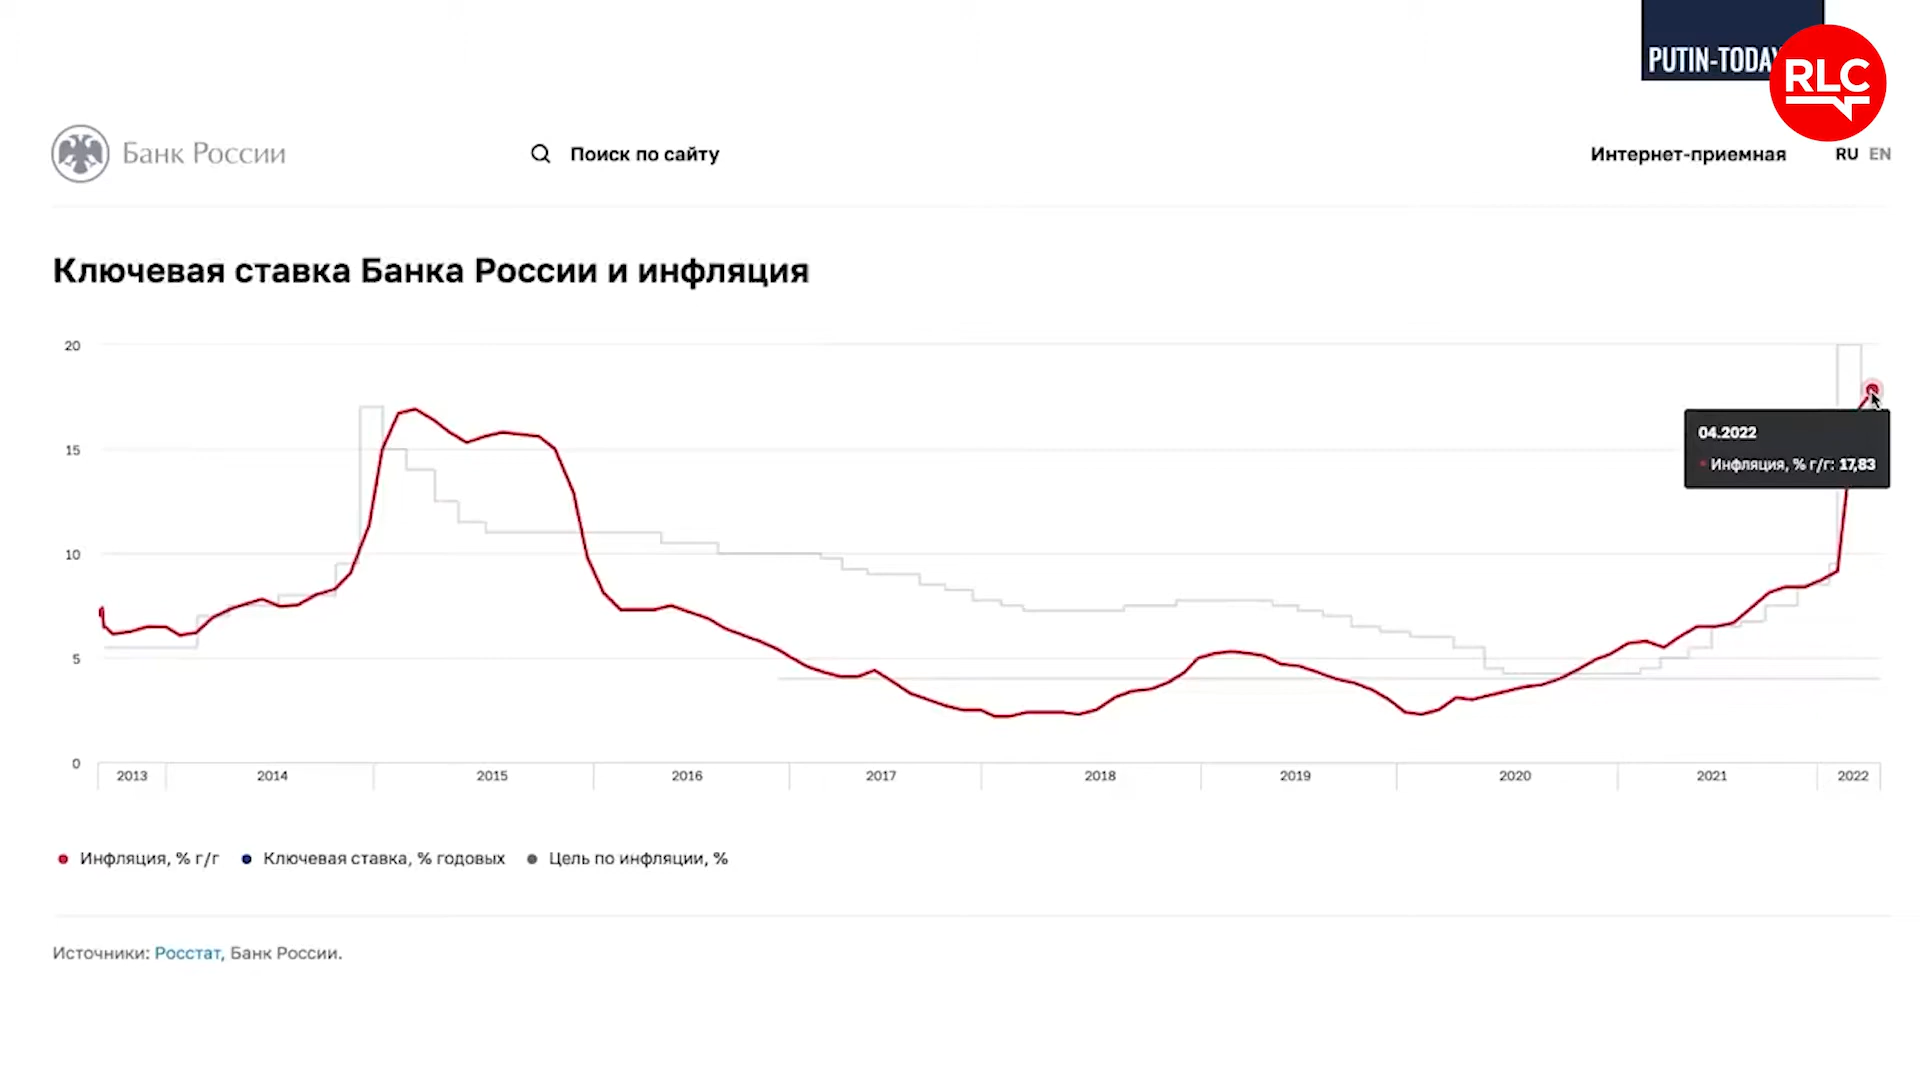 PUTIN-TODAY
RLC
Банк России
Поиск по сайту
Интернет-приемная
RU EN
Ключевая ставка Банка России и инфляция
20
15
10
5
0
04.2022
Инфляция, % г/г: 17,83
2013 2014 2015 2016 2017 2018 2019 2020 2021 2022
Инфляция, % г/г Ключевая ставка, % годовых Цель по инфляции, %
Источники: Росстат, Банк России.